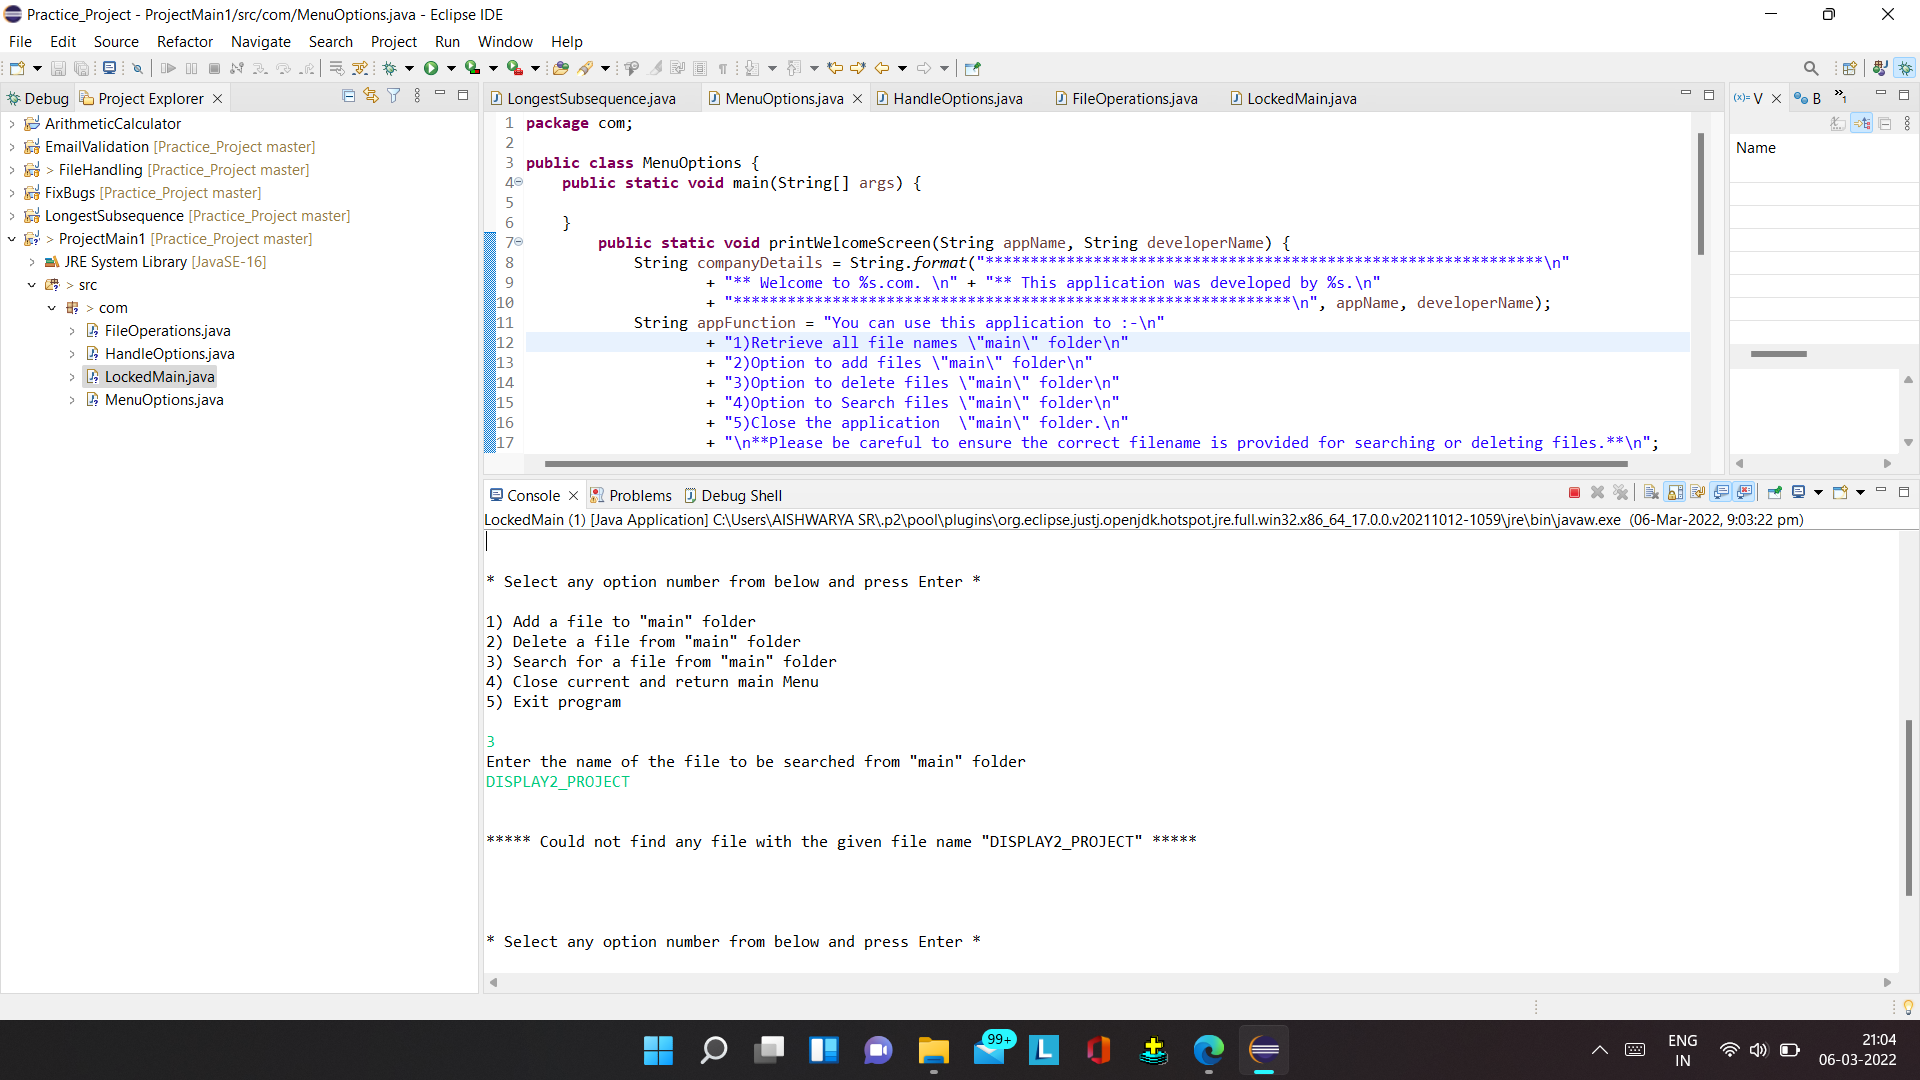 Practice_Project - ProjectMain1/src/com/MenuOptions.java - Eclipse IDE
File Edit Source Refactor Navigate Search Project Run Window Help
Debug Project Explorer
ArithmeticCalculator
EmailValidation [Practice_Project master]
> FileHandling [Practice_Project master]
FixBugs [Practice_Project master]
LongestSubsequence [Practice_Project master]
> ProjectMain1 [Practice_Project master]
JRE System Library [JavaSE-16]
> src
> com
FileOperations.java
HandleOptions.java
LockedMain.java
MenuOptions.java
LongestSubsequence.java MenuOptions.java HandleOptions.java FileOperations.java LockedMain.java
1 package com;
2
3 public class MenuOptions {
4 public static void main(String[] args) {
5
6 }
7 public static void printWelcomeScreen(String appName, String developerName) {
8 String companyDetails = String.format("**************************************************************\n"
9 + "** Welcome to %s.com. \n" + "** This application was developed by %s.\n"
10 + "**************************************************************\n", appName, developerName);
11 String appFunction = "You can use this application to :-\n"
12 + "1)Retrieve all file names \"main\" folder\n"
13 + "2)Option to add files \"main\" folder\n"
14 + "3)Option to delete files \"main\" folder\n"
15 + "4)Option to Search files \"main\" folder\n"
16 + "5)Close the application  \"main\" folder.\n"
17 + "\n**Please be careful to ensure the correct filename is provided for searching or deleting files.**\n";
(x)= V B »1
Name
Console Problems Debug Shell
LockedMain (1) [Java Application] C:\Users\AISHWARYA SR\.p2\pool\plugins\org.eclipse.justj.openjdk.hotspot.jre.full.win32.x86_64_17.0.0.v20211012-1059\jre\bin\javaw.exe (06-Mar-2022, 9:03:22 pm)
* Select any option number from below and press Enter *
1) Add a file to "main" folder
2) Delete a file from "main" folder
3) Search for a file from "main" folder
4) Close current and return main Menu
5) Exit program
3
Enter the name of the file to be searched from "main" folder
DISPLAY2_PROJECT
***** Could not find any file with the given file name "DISPLAY2_PROJECT" *****
* Select any option number from below and press Enter *
99+
L
ENG
IN
21:04
06-03-2022